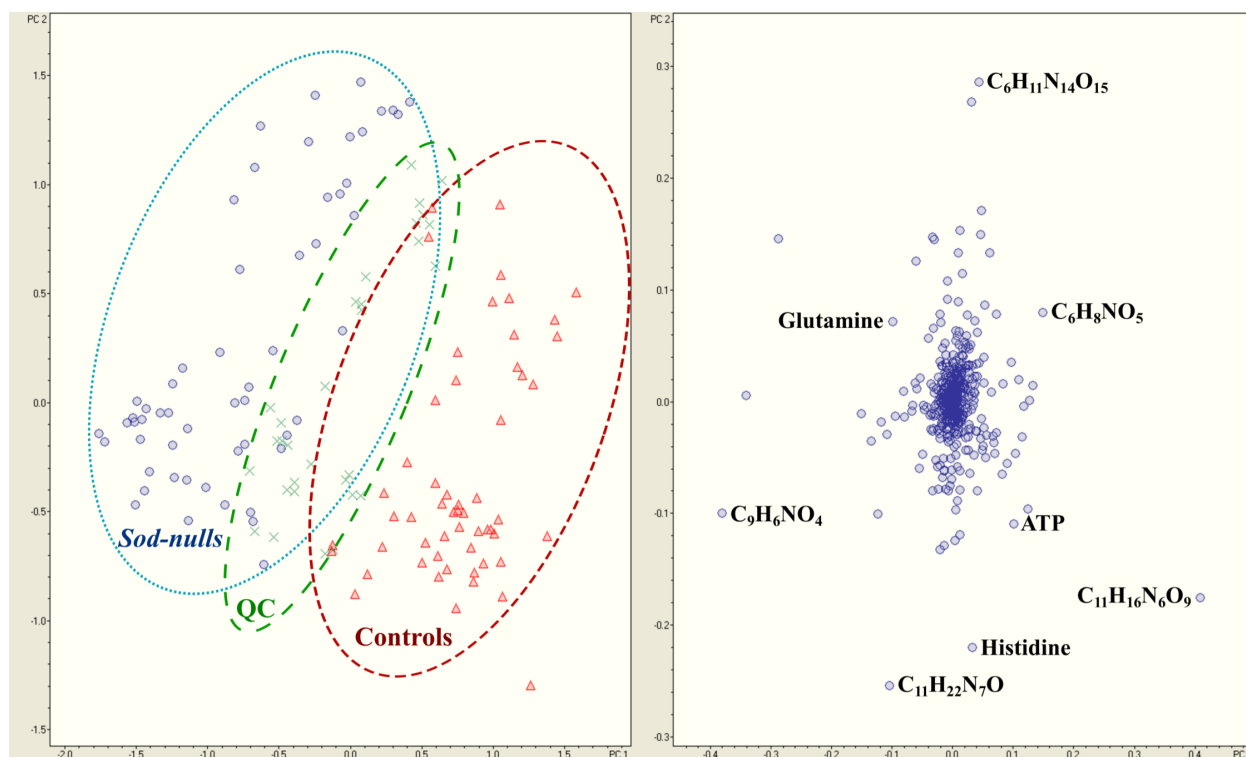 PC 2
1.5
1.0
0.5
0.0
-0.5
-1.0
-1.5
Sod-nulls
QC
Controls
-2.0 -1.5 -1.0 -0.5 0.0 0.5 1.0 1.5 PC 1
PC 2
0.3
0.2
0.1
0.0
-0.1
-0.2
-0.3
C₆H₁₁N₁₄O₁₅
Glutamine
C₆H₈NO₅
C₉H₆NO₄
ATP
C₁₁H₁₆N₆O₉
Histidine
C₁₁H₂₂N₇O
-0.4 -0.3 -0.2 -0.1 0.0 0.1 0.2 0.3 0.4 PC